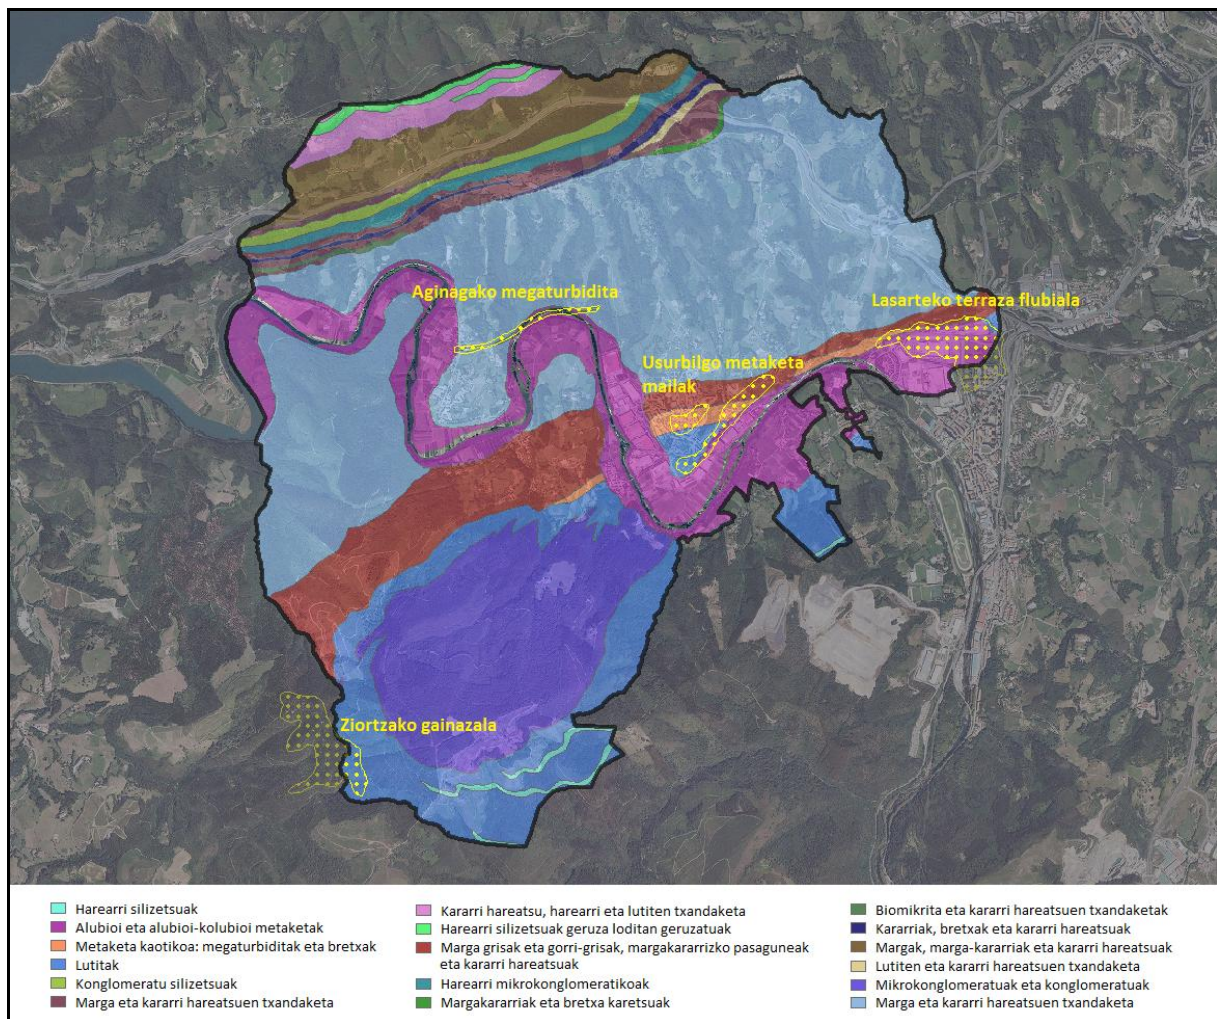 Aginagako megaturbidita
Lasarteko terraza flubiala
Usurbilgo metaketa
mailak
Ziortzako gainazala
Harearri silizetsuak
Alubioi eta alubioi-kolubioi metaketak
Metaketa kaotikoa: megaturbiditak eta bretxak
Lutitak
Konglomeratu silizetsuak
Marga eta kararri hareatsuen txandaketa
Kararri hareatsu, harearri eta lutiten txandaketa
Harearri silizetsuak geruza loditan geruzatuak
Marga grisak eta gorri-grisak, margakararrizko pasaguneak
eta kararri hareatsuak
Harearri mikrokonglomeratikoak
Margakararriak eta bretxa karetsuak
Biomikrita eta kararri hareatsuen txandaketak
Kararriak, bretxak eta kararri hareatsuak
Margak, marga-kararriak eta kararri hareatsuak
Lutiten eta kararri hareatsuen txandaketa
Mikrokonglomeratuak eta konglomeratuak
Marga eta kararri hareatsuen txandaketa